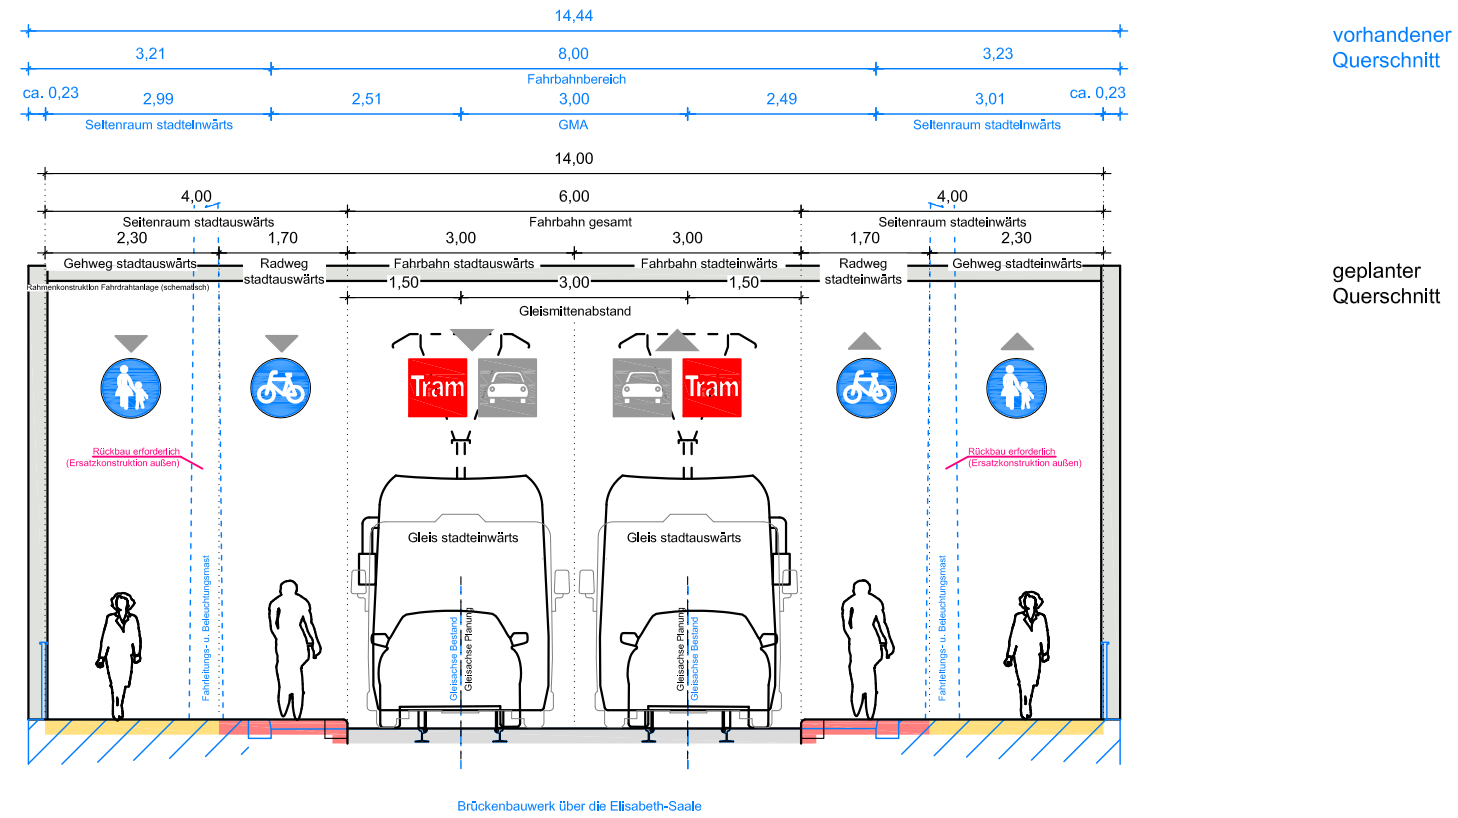 14,44
vorhandener
Querschnitt
3,21
8,00
3,23
Fahrbahnbereich
ca. 0,23
2,99
2,51
3,00
2,49
3,01
ca. 0,23
Seitenraum stadteinwärts
GMA
Seitenraum stadteinwärts
14,00
4,00
6,00
4,00
Seitenraum stadtauswärts
Fahrbahn gesamt
Seitenraum stadteinwärts
2,30
1,70
3,00
3,00
1,70
2,30
Gehweg stadtauswärts
Radweg
stadtauswärts
Fahrbahn stadtauswärts
Fahrbahn stadteinwärts
Radweg
stadteinwärts
Gehweg stadteinwärts
geplanter
Querschnitt
Rahmenkonstruktion Fahrdrahtanlage (schematisch)
1,50
3,00
1,50
Gleismittenabstand
Tram
Tram
Rückbau erforderlich
(Ersatzkonstruktion außen)
Rückbau erforderlich
(Ersatzkonstruktion außen)
Gleis stadteinwärts
Gleis stadtauswärts
Fahrleitungs- u. Beleuchtungsmast
Gleisachse Bestand
Gleisachse Planung
Gleisachse Planung
Gleisachse Bestand
Fahrleitungs- u. Beleuchtungsmast
Brückenbauwerk über die Elisabeth-Saale